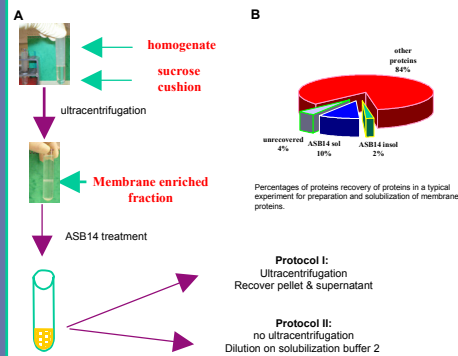 A
homogenate
sucrose
cushion
ultracentrifugation
Membrane enriched
fraction
ASB14 treatment
B
other
proteins
84%
unrecovered
4%
ASB14 sol
10%
ASB14 insol
2%
Percentages of proteins recovery of proteins in a typical
experiment for preparation and solubilization of membrane
proteins.
Protocol I:
Ultracentrifugation
Recover pellet & supernatant
Protocol II:
no ultracentrifugation
Dilution on solubilization buffer 2